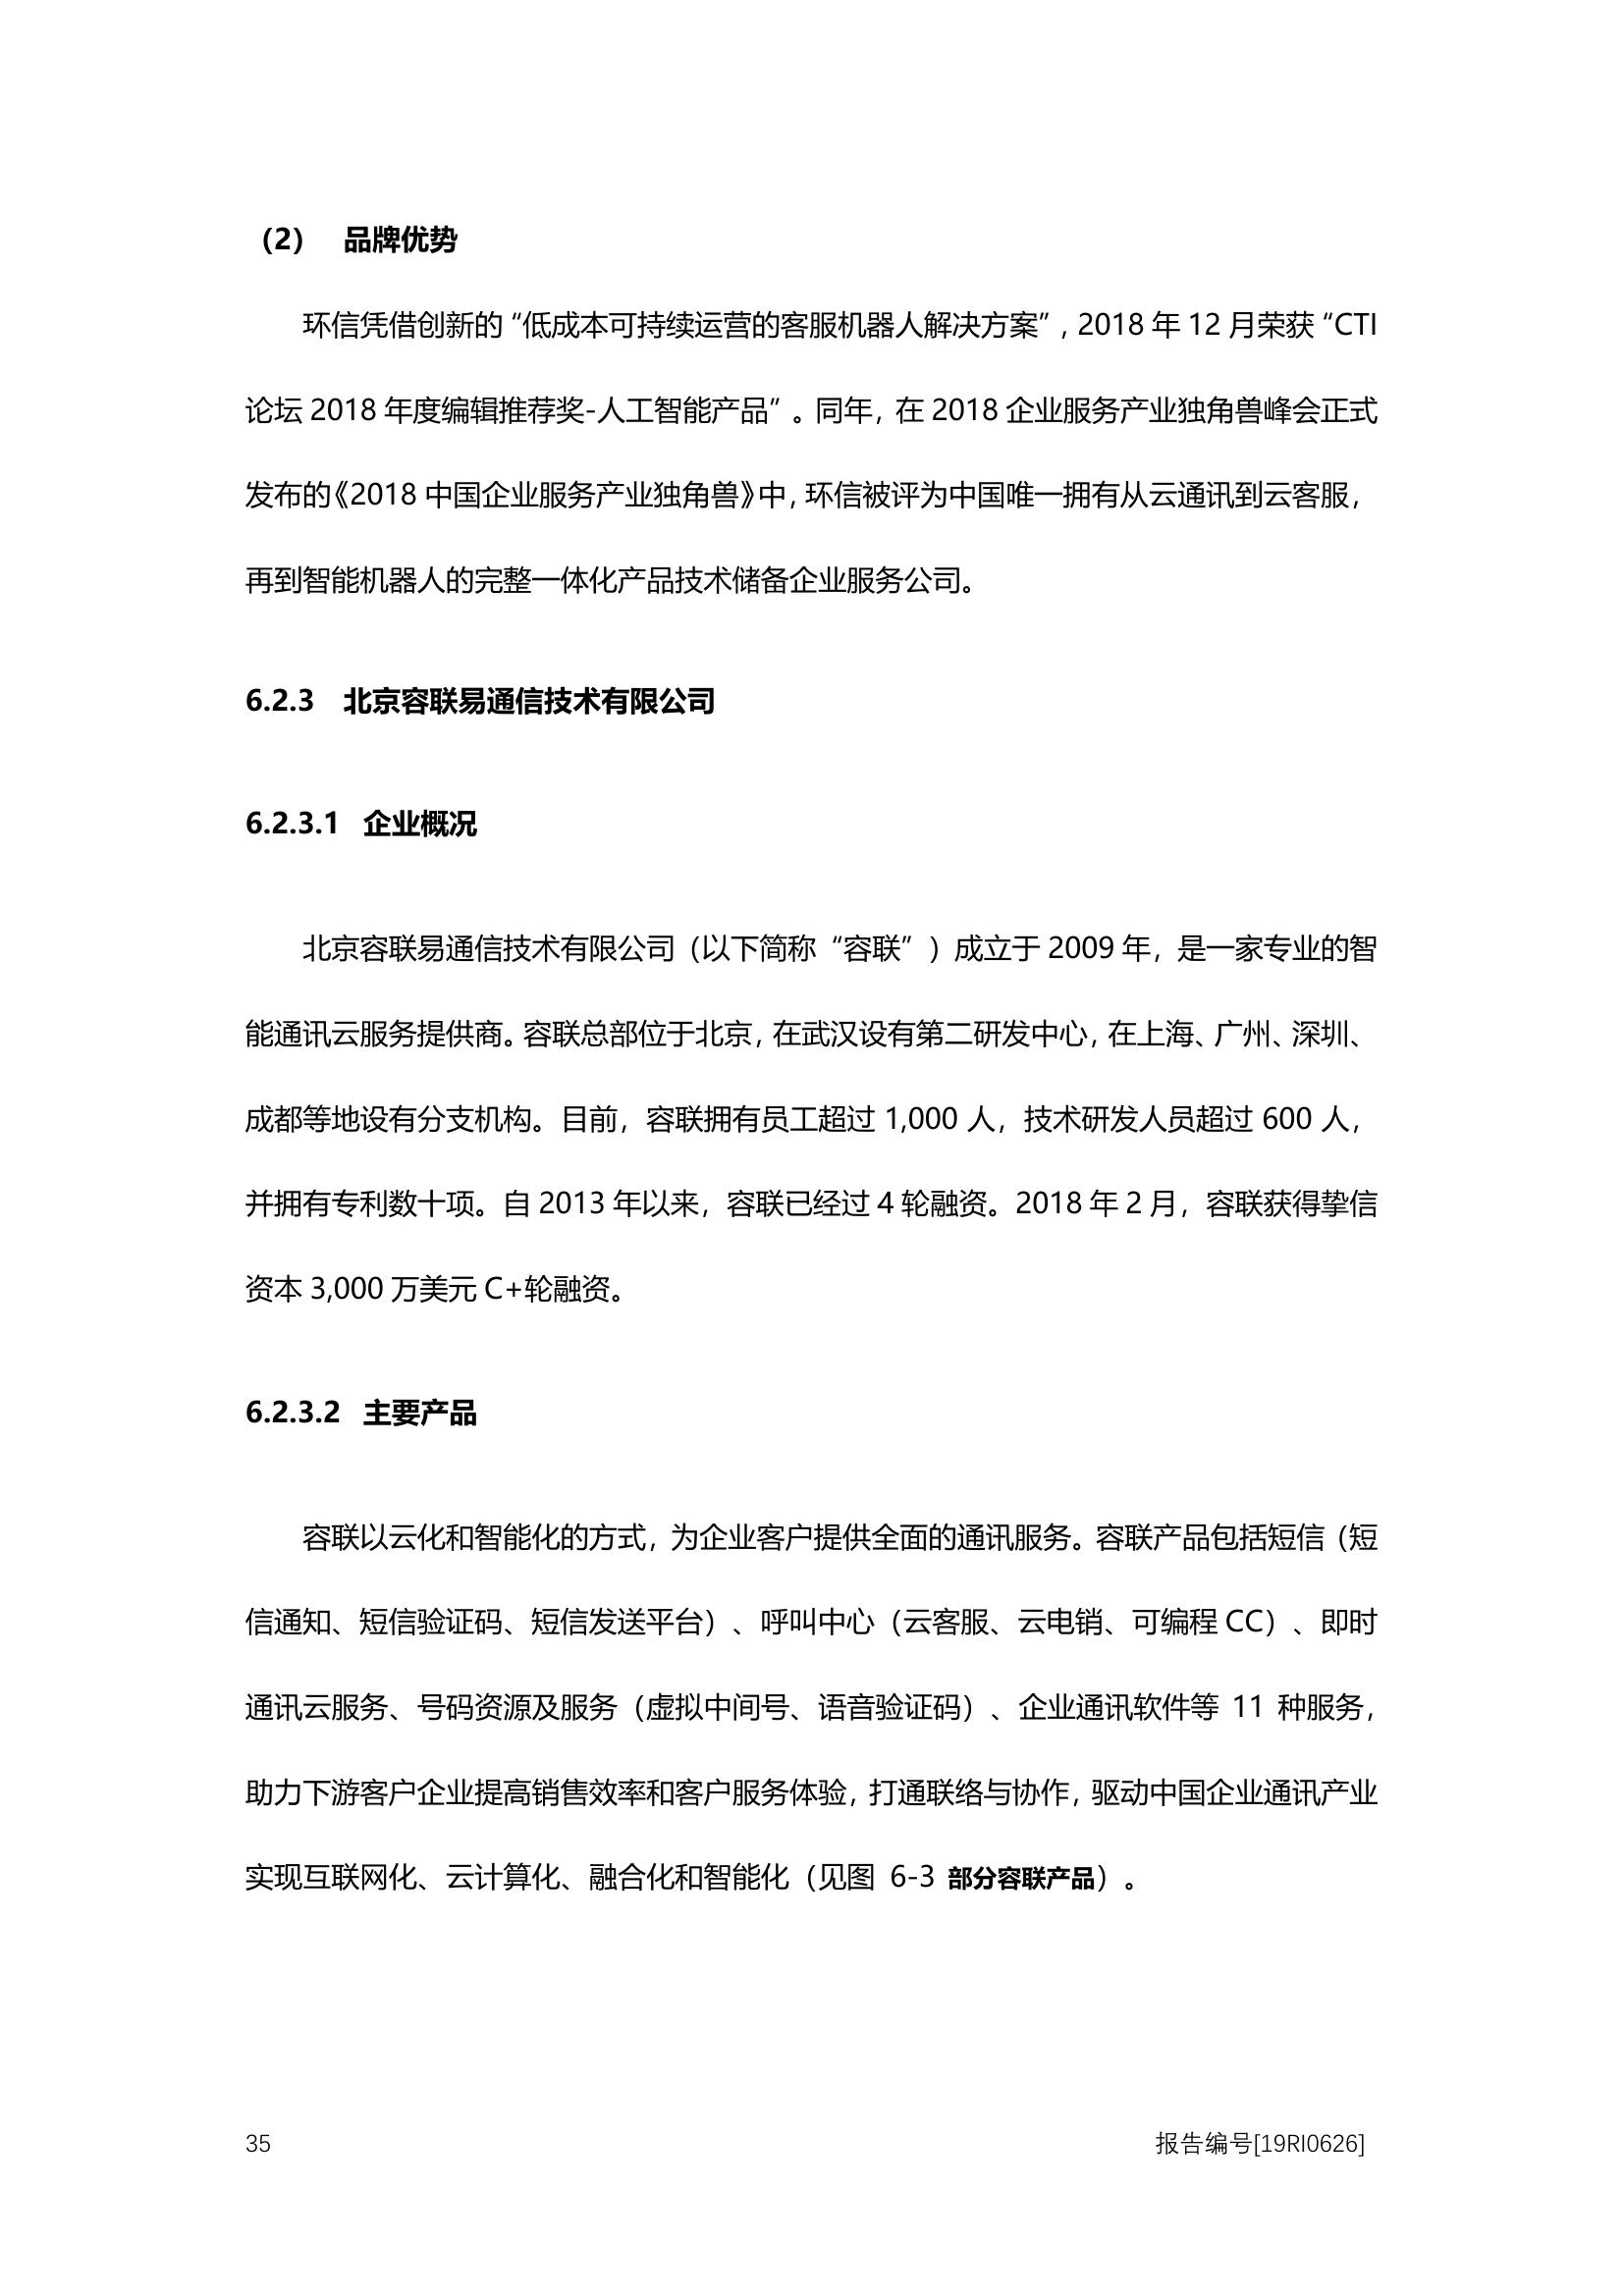 （2） 品牌优势
环信凭借创新的“低成本可持续运营的客服机器人解决方案”，2018 年 12 月荣获“CTI
论坛 2018 年度编辑推荐奖-人工智能产品”。同年，在 2018 企业服务产业独角兽峰会正式
发布的《2018 中国企业服务产业独角兽》中，环信被评为中国唯一拥有从云通讯到云客服，
再到智能机器人的完整一体化产品技术储备企业服务公司。
6.2.3 北京容联易通信技术有限公司
6.2.3.1 企业概况
北京容联易通信技术有限公司（以下简称“容联”）成立于 2009 年，是一家专业的智
能通讯云服务提供商。容联总部位于北京，在武汉设有第二研发中心，在上海、广州、深圳、
成都等地设有分支机构。目前，容联拥有员工超过 1,000 人，技术研发人员超过 600 人，
并拥有专利数十项。自 2013 年以来，容联已经过 4 轮融资。2018 年 2 月，容联获得挚信
资本 3,000 万美元 C+轮融资。
6.2.3.2 主要产品
容联以云化和智能化的方式，为企业客户提供全面的通讯服务。容联产品包括短信（短
信通知、短信验证码、短信发送平台）、呼叫中心（云客服、云电销、可编程 CC）、即时
通讯云服务、号码资源及服务（虚拟中间号、语音验证码）、企业通讯软件等 11 种服务，
助力下游客户企业提高销售效率和客户服务体验，打通联络与协作，驱动中国企业通讯产业
实现互联网化、云计算化、融合化和智能化（见图 6-3 部分容联产品）。
35 报告编号[19RI0626]